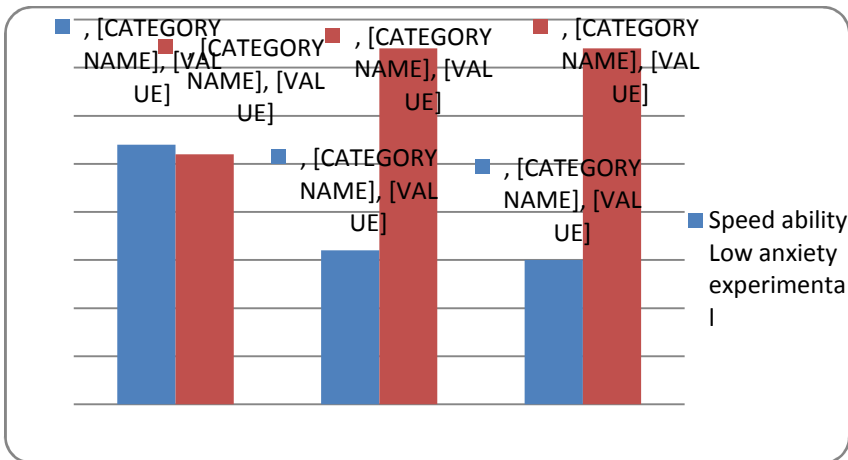 , [CATEGORY
NAME], [VAL
UE]
, [CATEGORY
NAME], [VAL
UE]
, [CATEGORY
NAME], [VAL
UE]
, [CATEGORY
NAME], [VAL
UE]
, [CATEGORY
NAME], [VAL
UE]
, [CATEGORY
NAME], [VAL
UE]
Speed ability
Low anxiety
experimenta
l